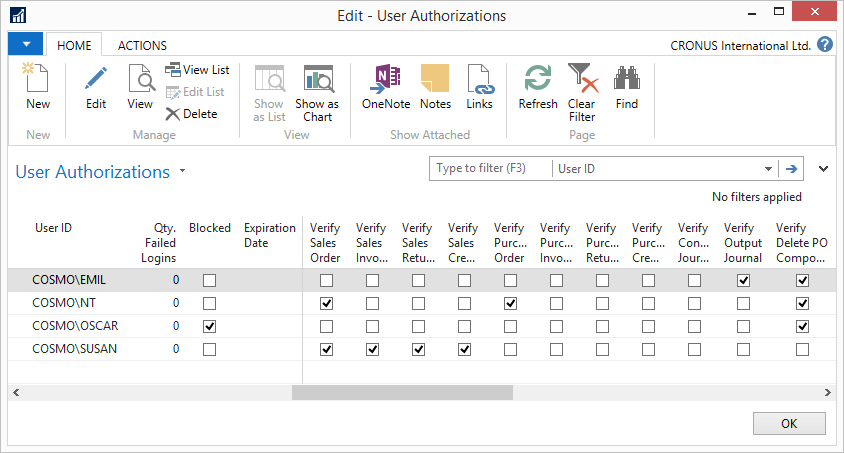 Edit - User Authorizations
HOME ACTIONS CRONUS International Ltd.
New Edit View View List Edit List Delete Show as List Show as Chart OneNote Notes Links Refresh Clear Filter Find
New Manage View Show Attached Page
User Authorizations Type to filter (F3) User ID
No filters applied
User ID Qty. Failed Logins Blocked Expiration Date Verify Sales Order Verify Sales Invo... Verify Sales Retu... Verify Sales Cre... Verify Purc... Order Verify Purc... Invo... Verify Purc... Retu... Verify Purc... Cre... Verify Con... Jour... Verify Output Journal Verify Delete PO Compo...
COSMO\EMIL 0
COSMO\NT 0
COSMO\OSCAR 0
COSMO\SUSAN 0
OK